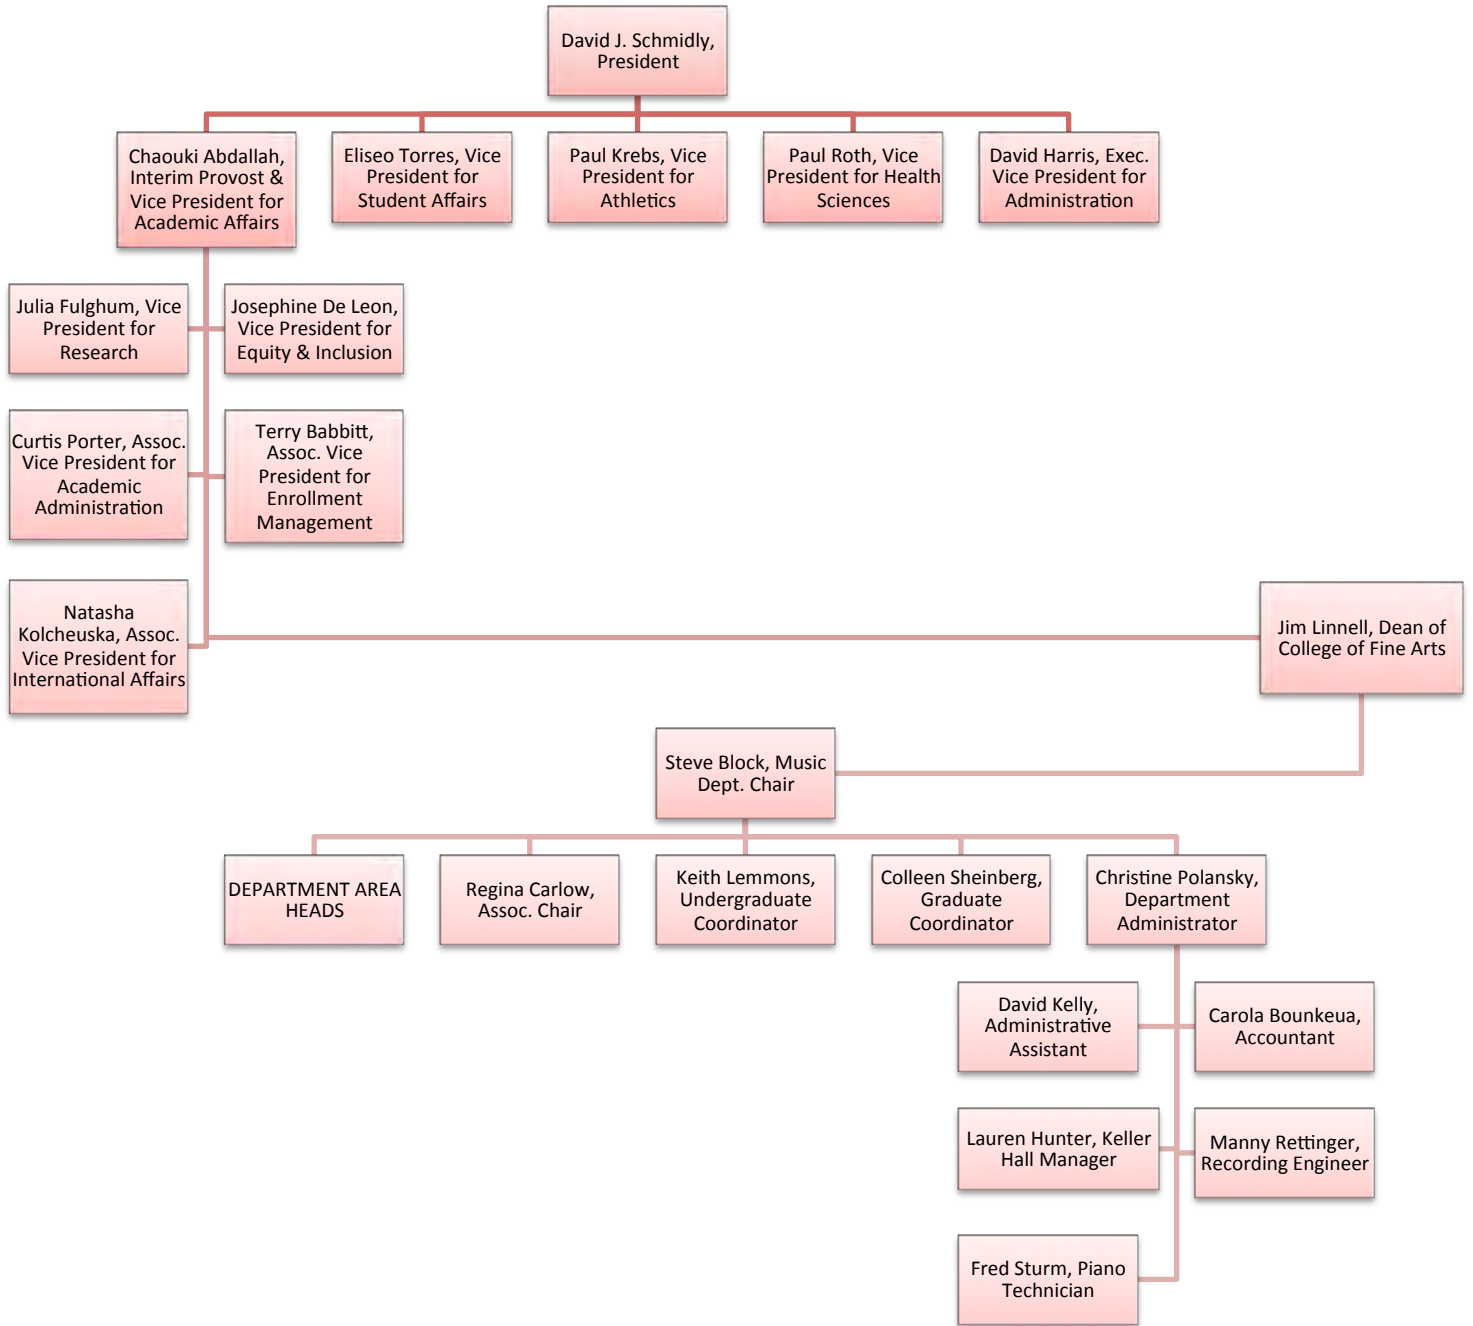 David J. Schmidly,
President
Chaouki Abdallah,
Interim Provost &
Vice President for
Academic Affairs
Eliseo Torres, Vice
President for
Student Affairs
Paul Krebs, Vice
President for
Athletics
Paul Roth, Vice
President for Health
Sciences
David Harris, Exec.
Vice President for
Administration
Julia Fulghum, Vice
President for
Research
Josephine De Leon,
Vice President for
Equity & Inclusion
Curtis Porter, Assoc.
Vice President for
Academic
Administration
Terry Babbitt,
Assoc. Vice
President for
Enrollment
Management
Natasha
Kolcheuska, Assoc.
Vice President for
International Affairs
Jim Linnell, Dean of
College of Fine Arts
Steve Block, Music
Dept. Chair
DEPARTMENT AREA
HEADS
Regina Carlow,
Assoc. Chair
Keith Lemmons,
Undergraduate
Coordinator
Colleen Sheinberg,
Graduate
Coordinator
Christine Polansky,
Department
Administrator
David Kelly,
Administrative
Assistant
Carola Bounkeua,
Accountant
Lauren Hunter, Keller
Hall Manager
Manny Rettinger,
Recording Engineer
Fred Sturm, Piano
Technician